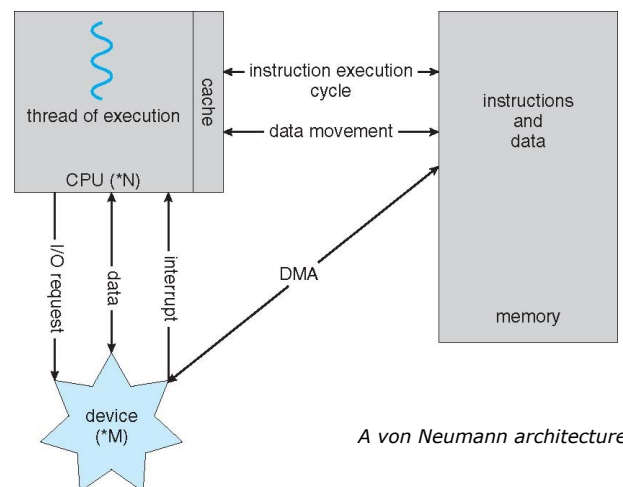 thread of execution
cache
CPU (*N)
instruction execution
cycle
data movement
instructions
and
data
memory
I/O request
data
interrupt
DMA
device
(*M)
A von Neumann architecture